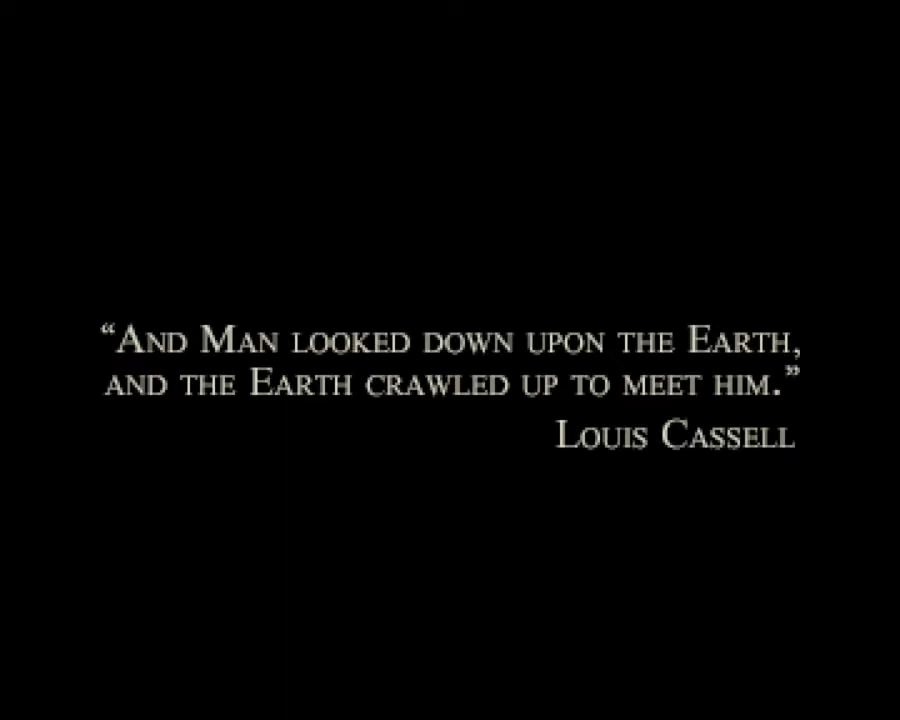 “And Man looked down upon the Earth,
and the Earth crawled up to meet him.”
Louis Cassell